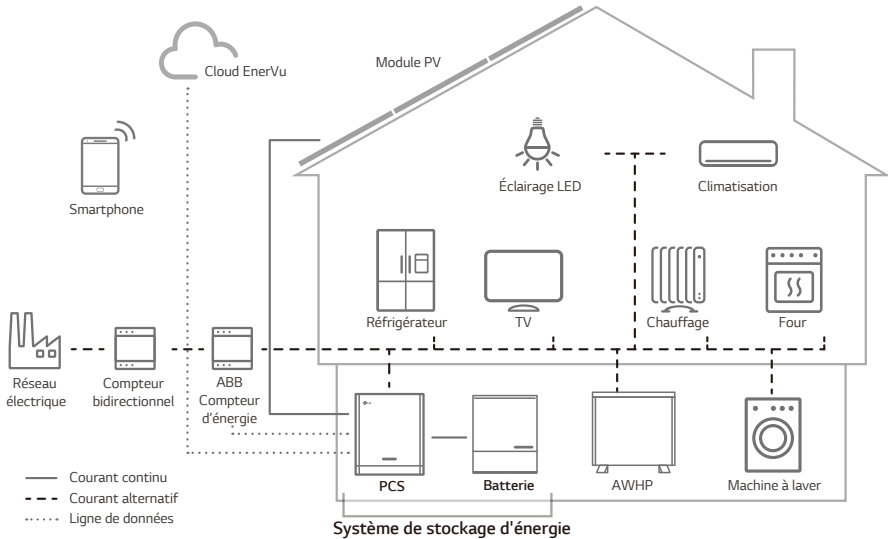 Cloud EnerVu
Module PV
Smartphone
Éclairage LED
Climatisation
Réfrigérateur
TV
Chauffage
Four
Réseau
électrique
Compteur
bidirectionnel
ABB
Compteur
d'énergie
PCS
Batterie
AWHP
Machine à laver
Courant continu
Courant alternatif
Ligne de données
Système de stockage d'énergie